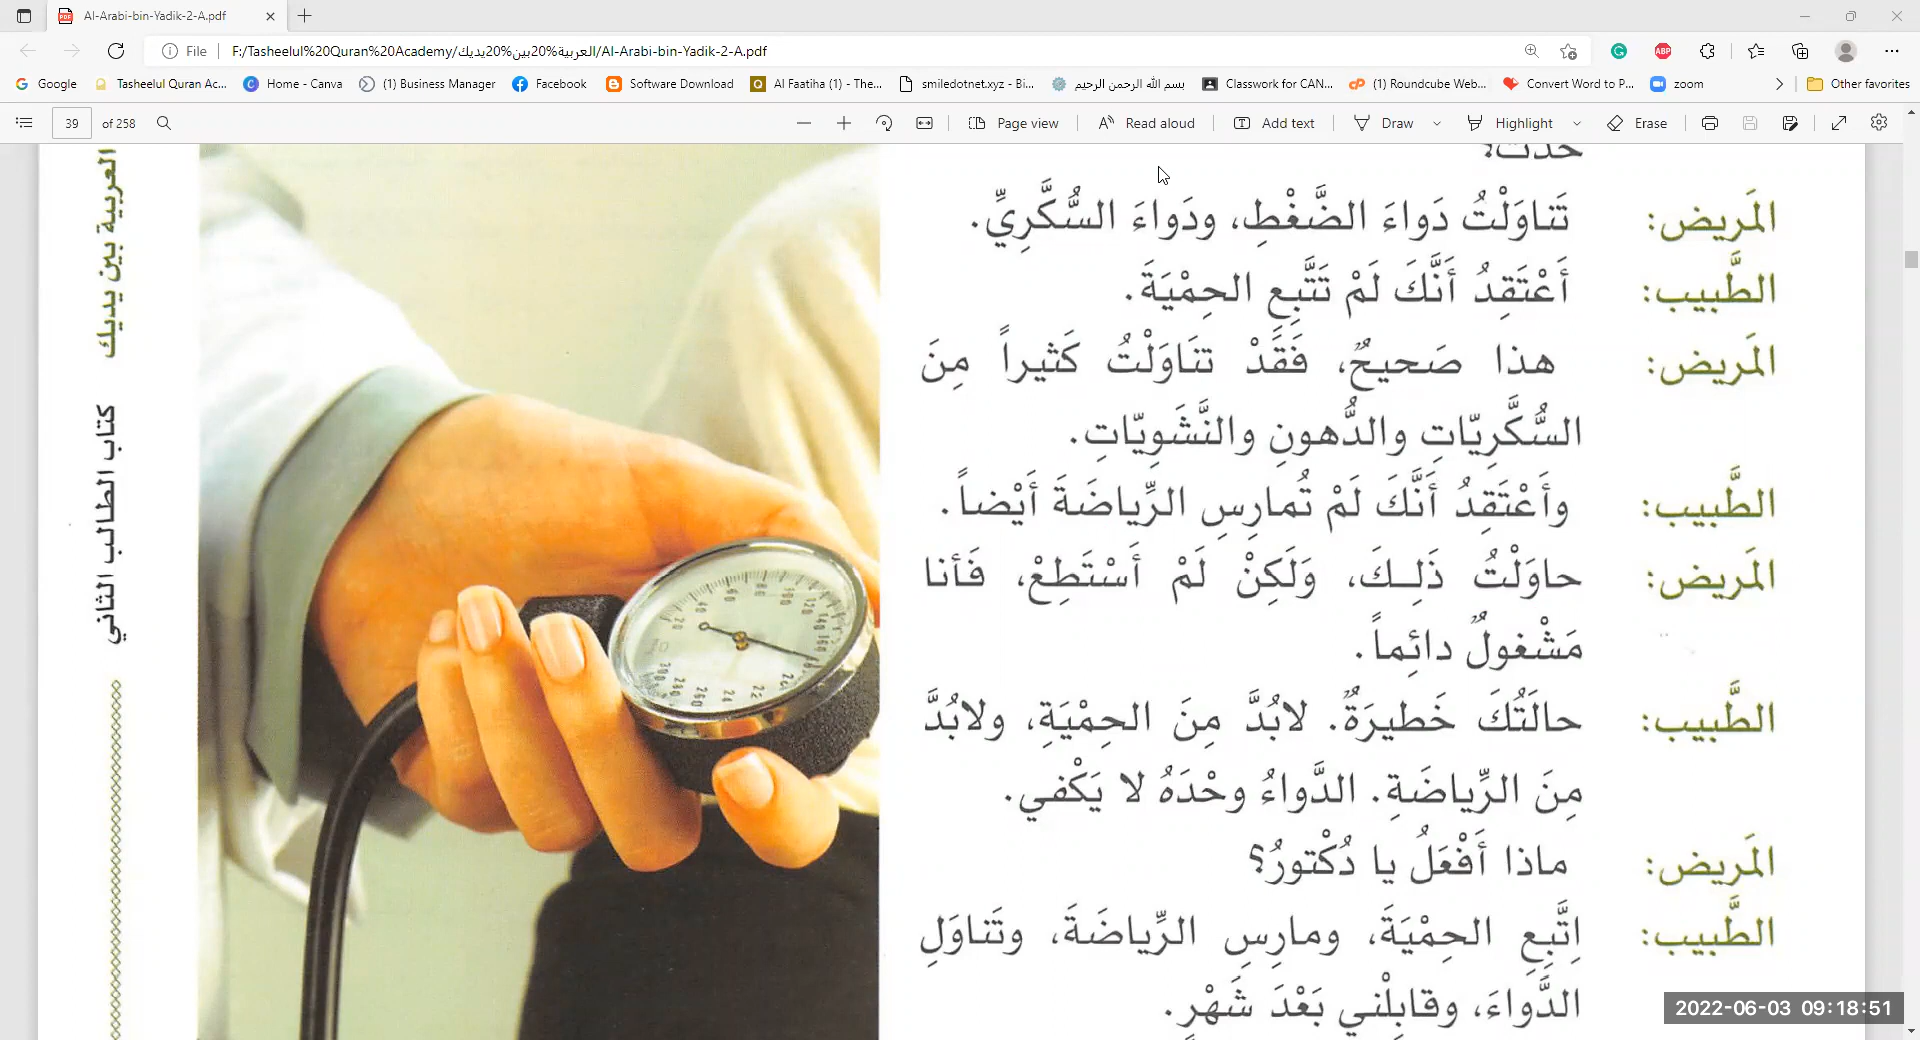 Al-Arabi-bin-Yadik-2-A.pdf
File F:/Tasheelul%20Quran%20Academy/العربية%20بين%20يديك/Al-Arabi-bin-Yadik-2-A.pdf
Google Tasheelul Quran Ac... Home - Canva (1) Business Manager Facebook Software Download Al Faatiha (1) - The... smiledotnet.xyz - Bi... بسم الله الرحمن الرحيم Classwork for CAN... (1) Roundcube Web... Convert Word to P... zoom Other favorites
39 of 258 Page view Read aloud Add text Draw Highlight Erase
حدث؟
المَريض: تَناوَلْتُ دَواءَ الضَّغْطِ، ودَواءَ السُّكَّرِيِّ.
الطَّبيب: أَعْتَقِدُ أَنَّكَ لَمْ تَتَّبِعِ الحِمْيَةَ.
المَريض: هذا صَحيحٌ، فَقَدْ تنَاوَلْتُ كَثيراً مِنَ
السُّكَّرِيّاتِ والدُّهونِ والنَّشَوِيّاتِ.
الطَّبيب: وأَعْتَقِدُ أَنَّكَ لَمْ تُمارِسِ الرِّياضَةَ أَيْضاً.
المَريض: حاوَلْتُ ذَلِـكَ، وَلَكِنْ لَمْ أَسْتَطِعْ، فَأنا
مَشْغولٌ دائِماً.
الطَّبيب: حالَتُكَ خَطيرَةٌ. لابُدَّ مِنَ الحِمْيَةِ، ولابُدَّ
مِنَ الرِّياضَةِ. الدَّواءُ وحْدَهُ لا يَكْفي.
المَريض: ماذا أَفْعَلُ يا دُكْتورُ؟
الطَّبيب: اِتَّبِعِ الحِمْيَةَ، ومارِسِ الرِّياضَةَ، وتَناوَلِ
الدَّواءَ، وقابِلْني بَعْدَ شَهْرٍ.
العربية بين يديك
كتاب الطالب الثاني
2022-06-03 09:18:51